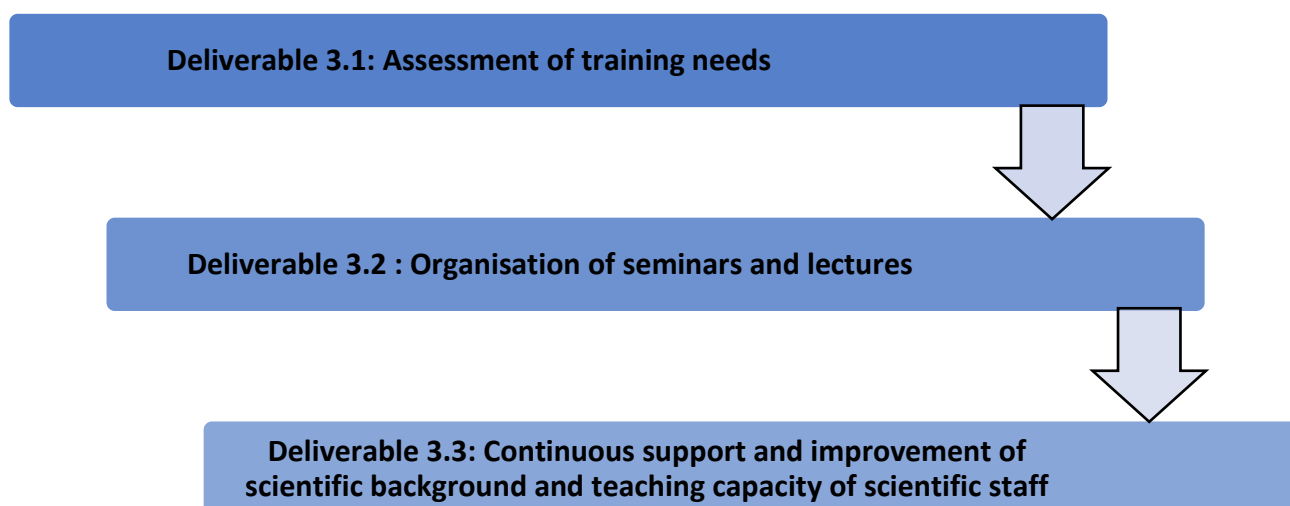 Deliverable 3.1: Assessment of training needs
Deliverable 3.2 : Organisation of seminars and lectures
Deliverable 3.3: Continuous support and improvement of
scientific background and teaching capacity of scientific staff